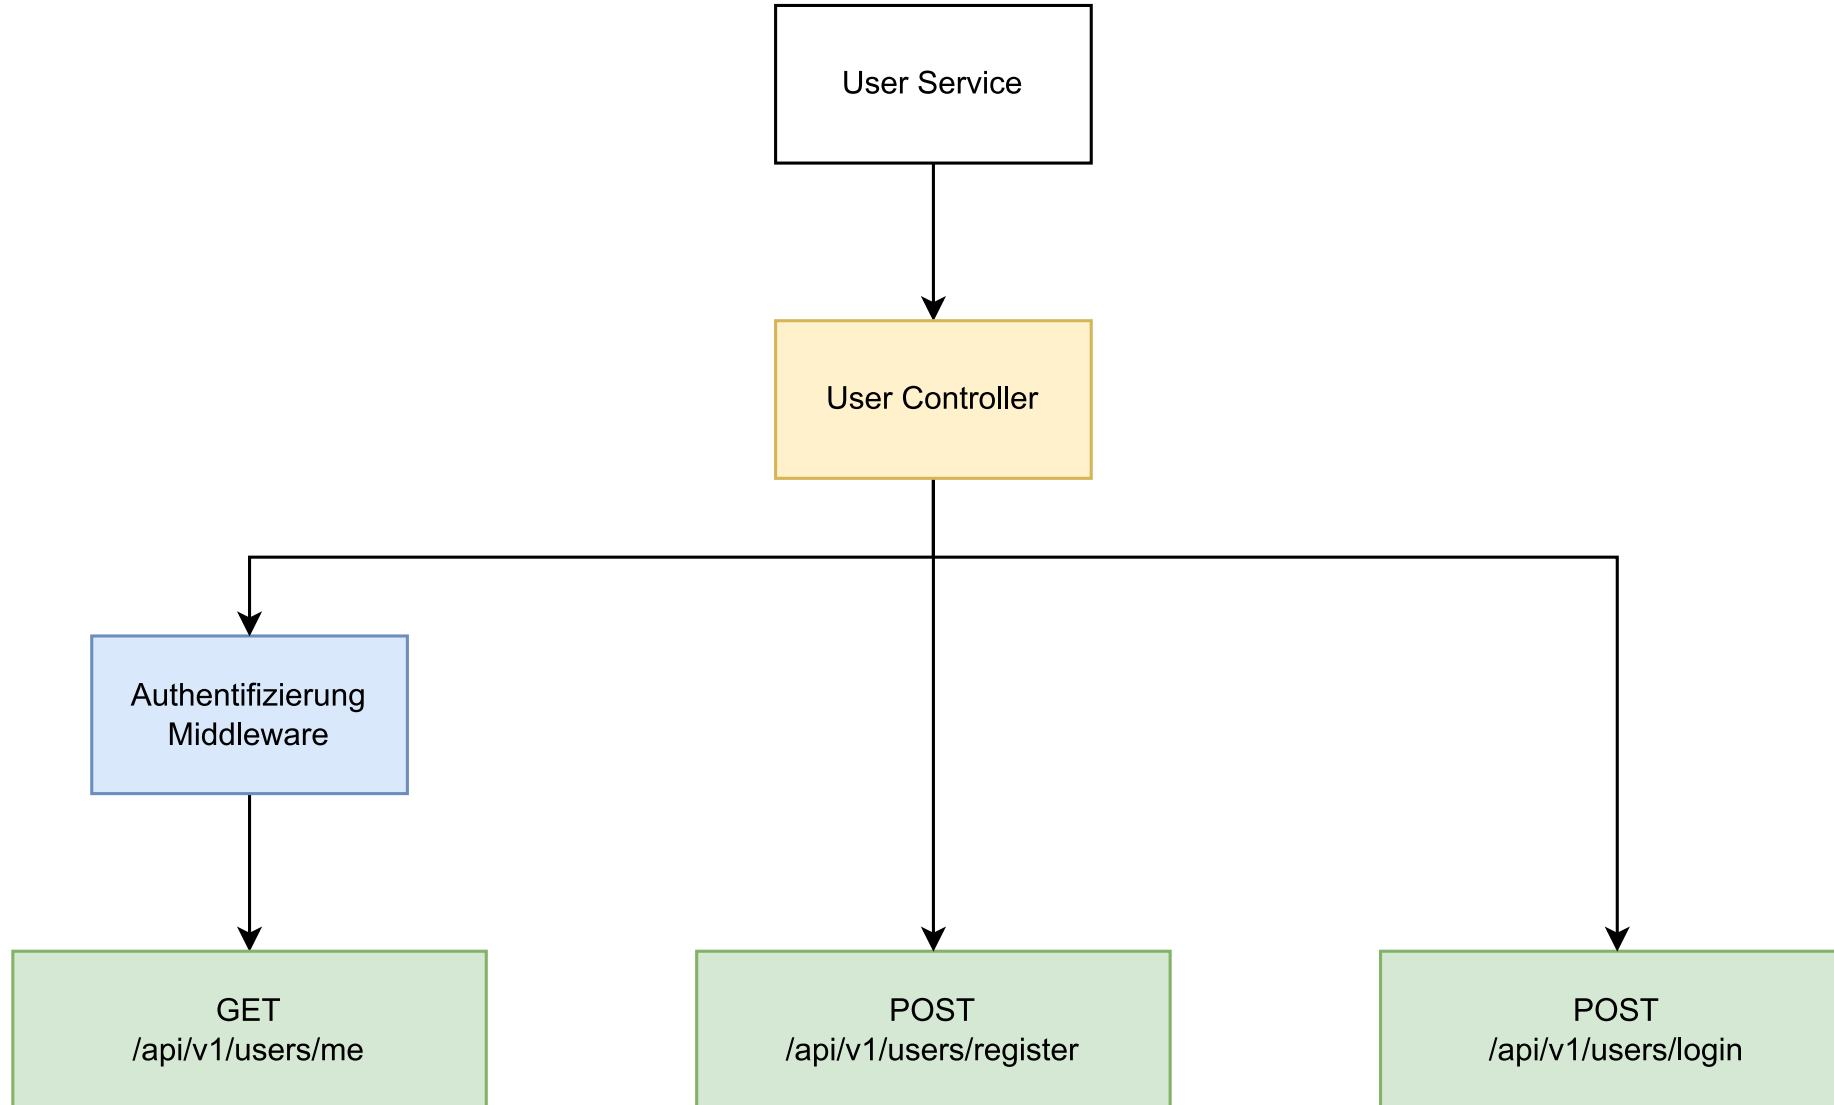 User Service
User Controller
Authentifizierung
Middleware
GET
/api/v1/users/me
POST
/api/v1/users/register
POST
/api/v1/users/login